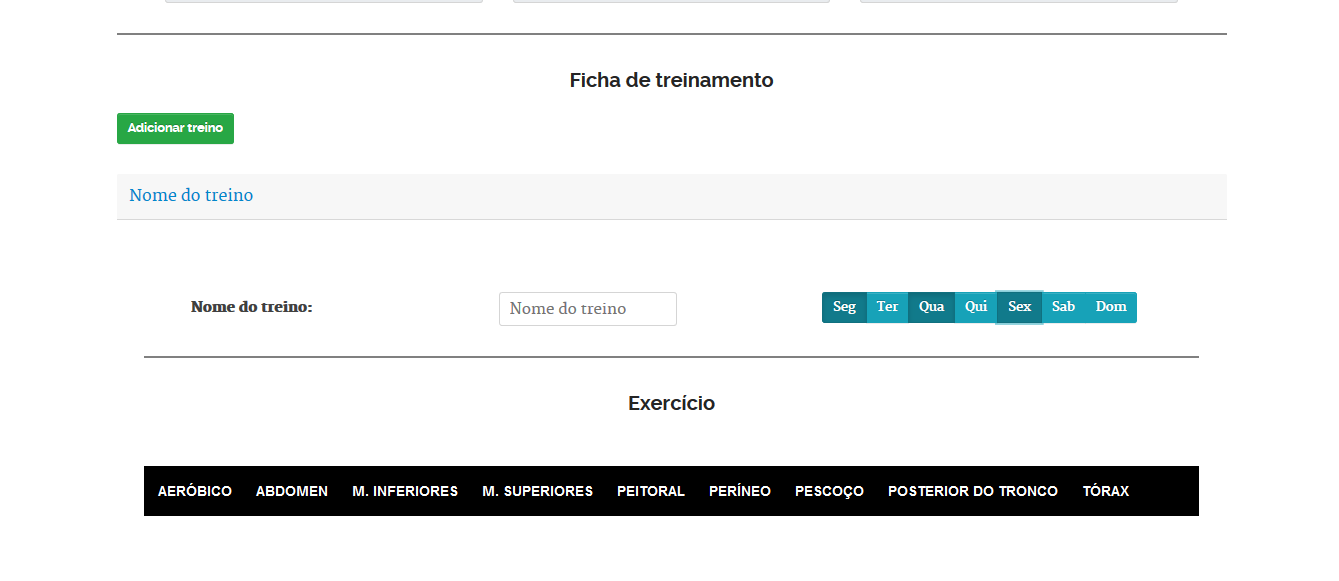 Ficha de treinamento
Adicionar treino
Nome do treino
Nome do treino: Nome do treino Seg Ter Qua Qui Sex Sab Dom
Exercício
AERÓBICO ABDOMEN M. INFERIORES M. SUPERIORES PEITORAL PERÍNEO PESCOÇO POSTERIOR DO TRONCO TÓRAX